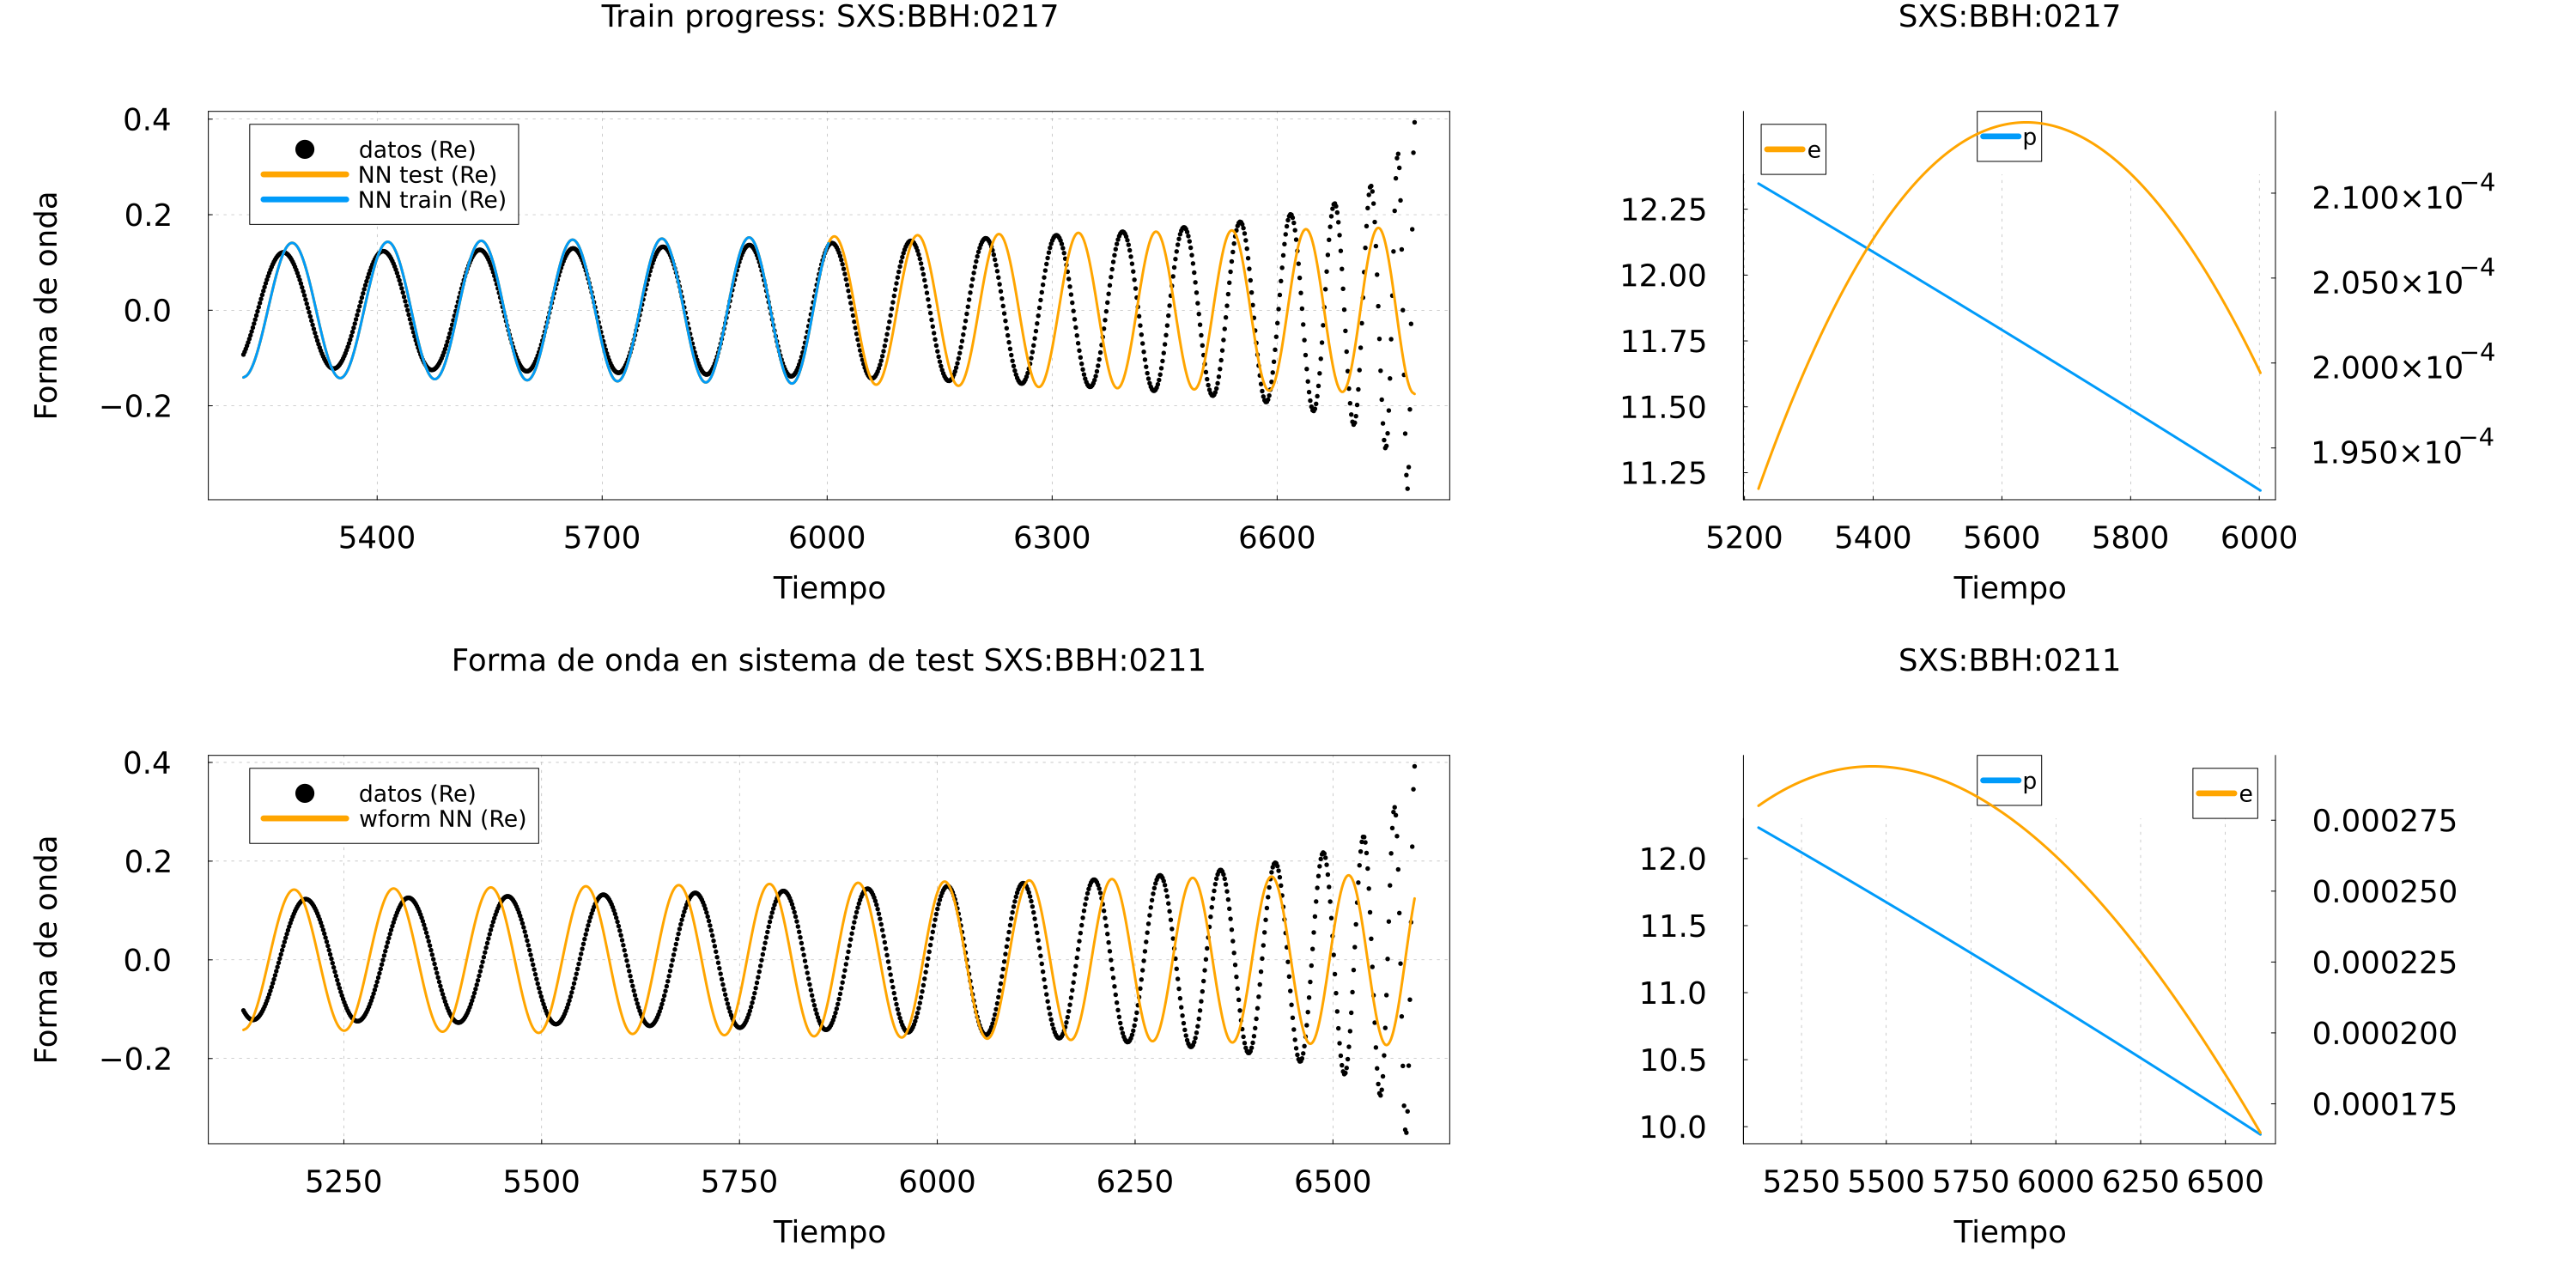 Train progress: SXS:BBH:0217
0.4
0.2
0.0
−0.2
Forma de onda
datos (Re)
NN test (Re)
NN train (Re)
5400 5700 6000 6300 6600
Tiempo
SXS:BBH:0217
e
p
12.25
12.00
11.75
11.50
11.25
2.100×10⁻⁴
2.050×10⁻⁴
2.000×10⁻⁴
1.950×10⁻⁴
5200 5400 5600 5800 6000
Tiempo
Forma de onda en sistema de test SXS:BBH:0211
0.4
0.2
0.0
−0.2
Forma de onda
datos (Re)
wform NN (Re)
5250 5500 5750 6000 6250 6500
Tiempo
SXS:BBH:0211
p
e
12.0
11.5
11.0
10.5
10.0
0.000275
0.000250
0.000225
0.000200
0.000175
5250 5500 5750 6000 6250 6500
Tiempo